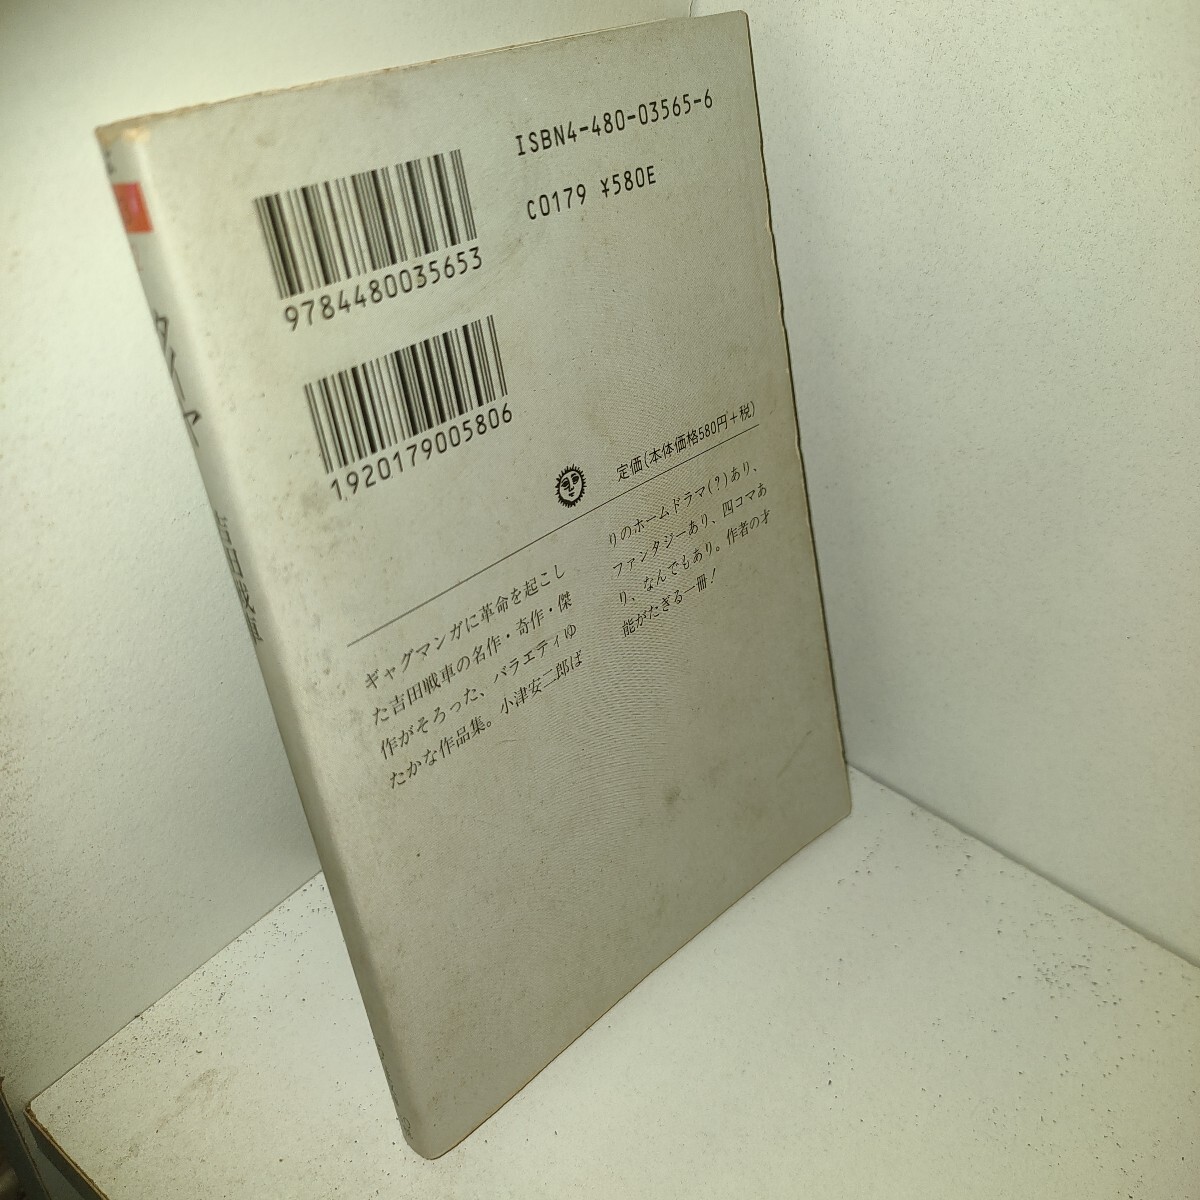 ISBN4-480-03565-6
C0179 ¥580E
9784480035653
1920179005806
定価(本体価格580円+税)
ギャグマンガに革命を起こし
た吉田戦車の名作・奇作・傑
作がそろった、バラエティゆ
たかな作品集。小津安二郎ば
りのホームドラマ(?)あり、
ファンタジーあり、四コマあ
り、なんでもあり。作者の才
能がたぎる一冊!
吉田戦車